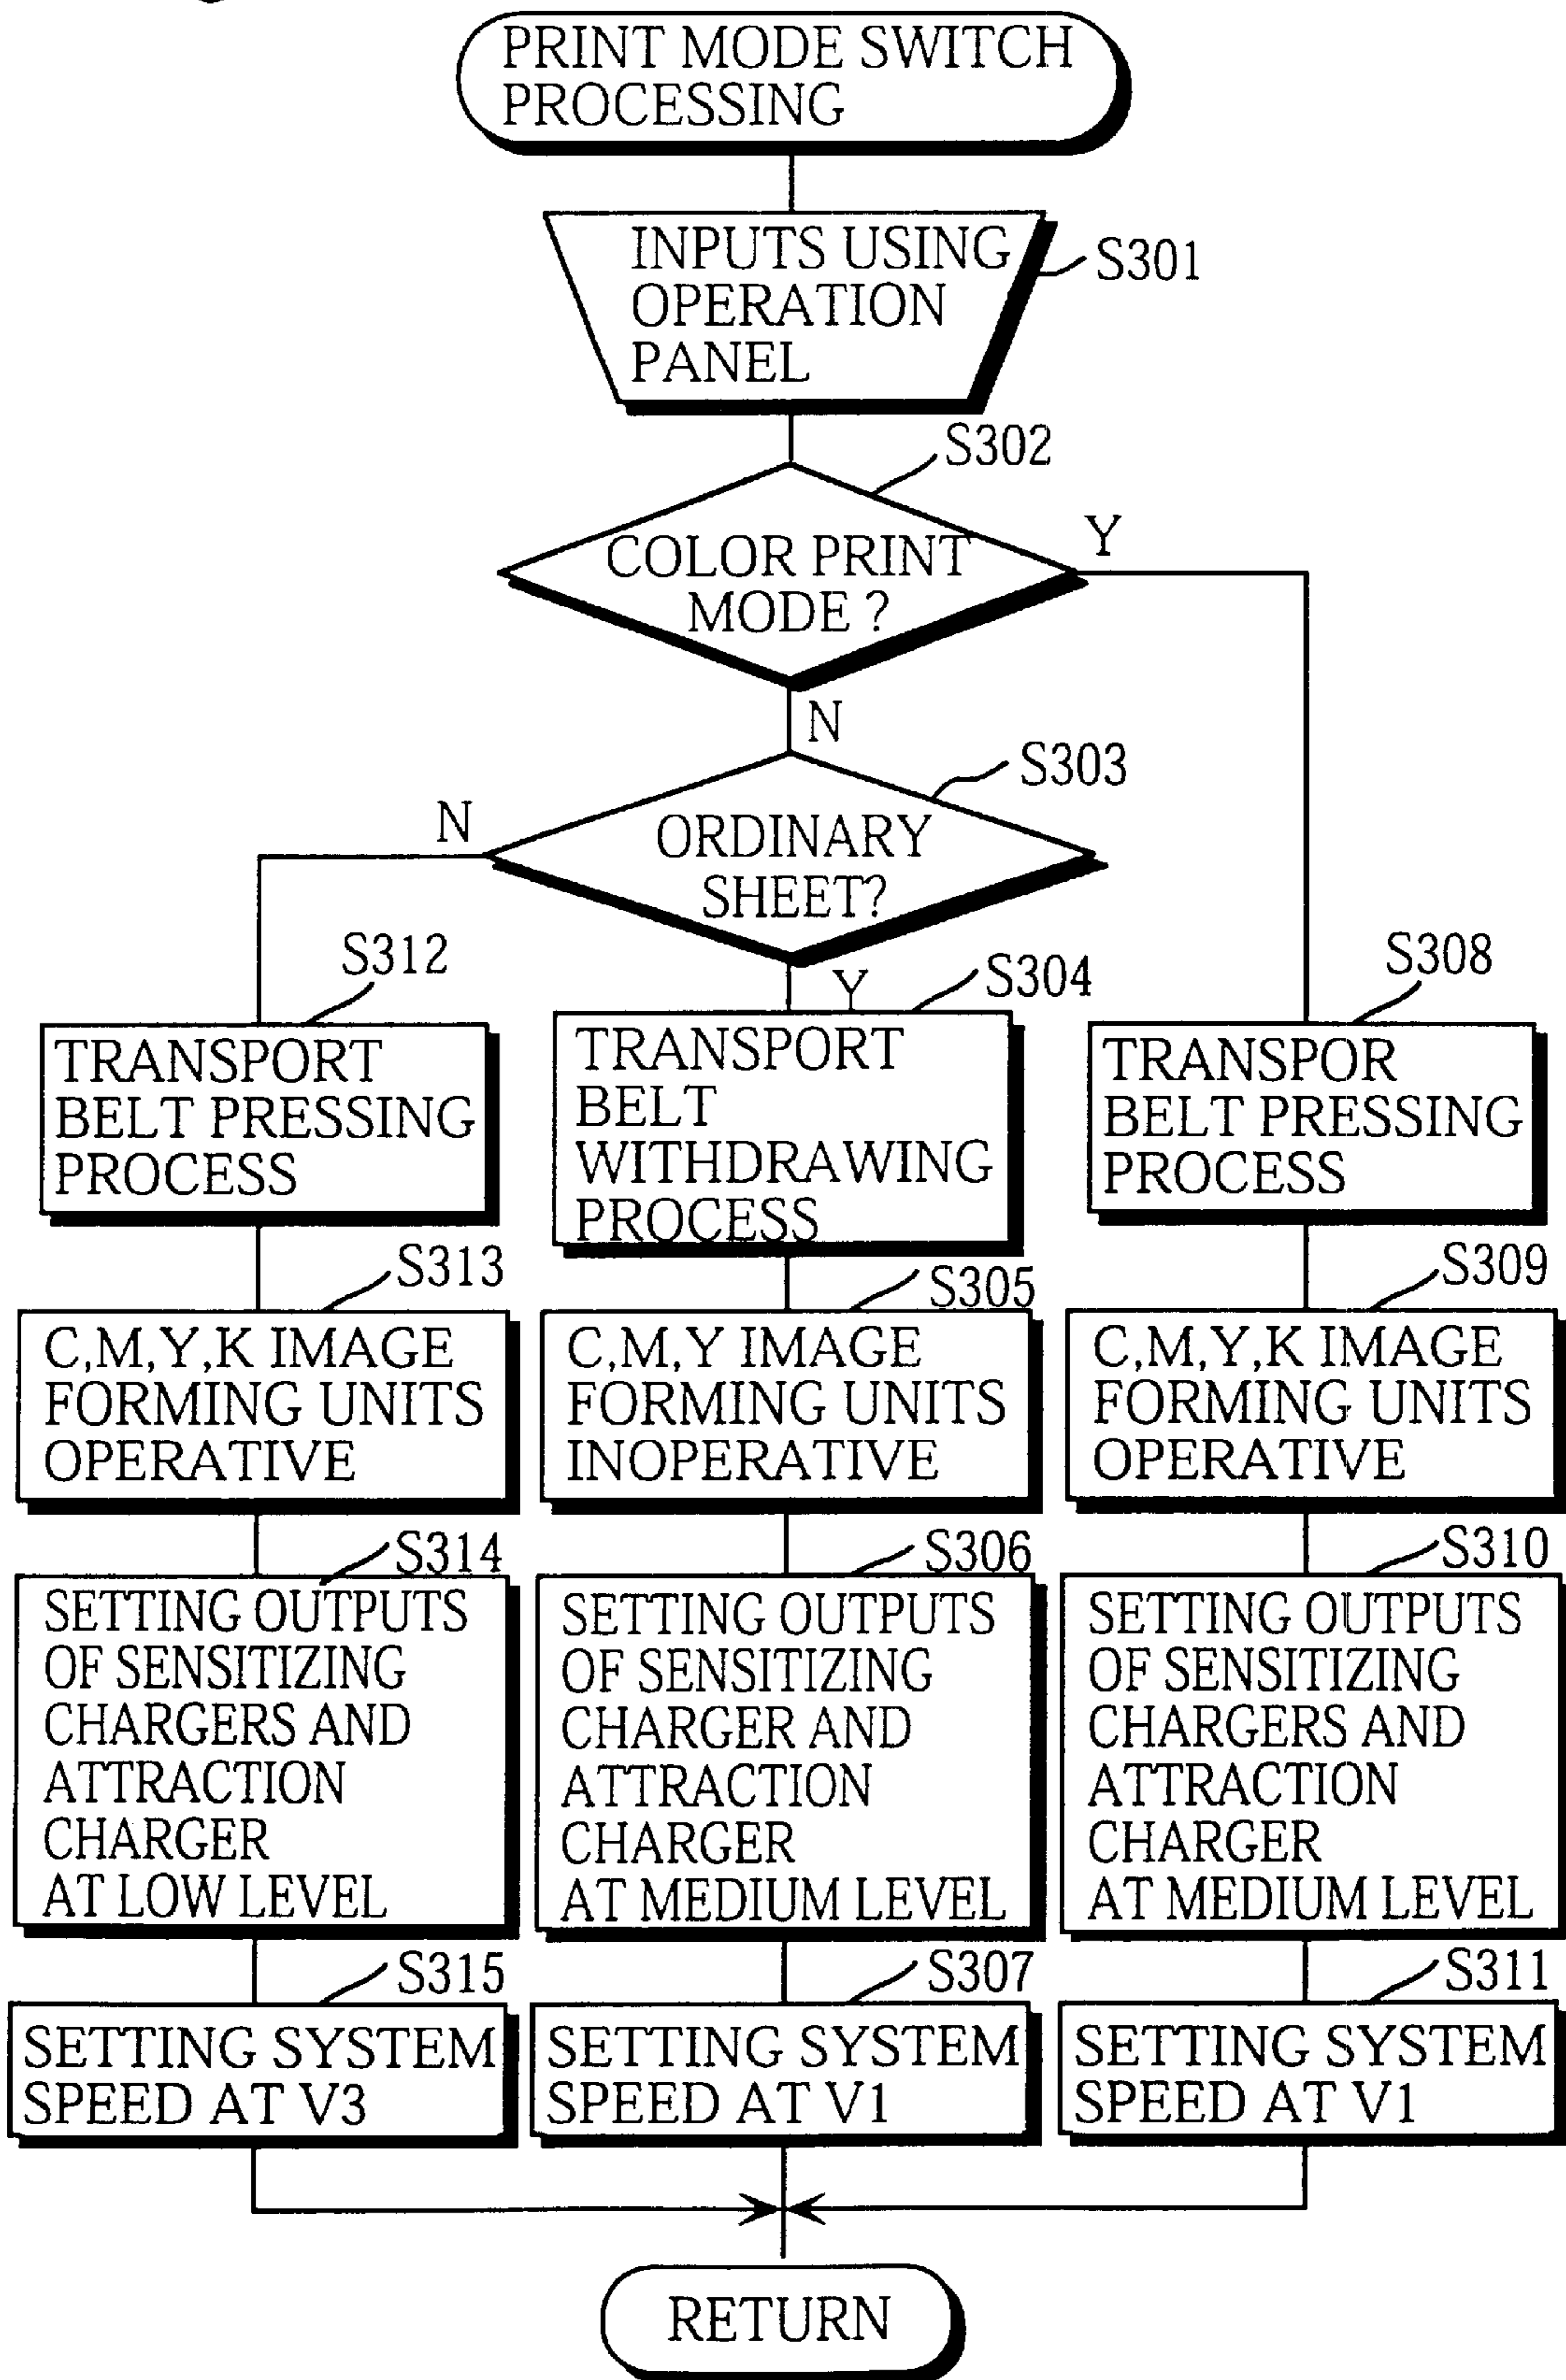 PRINT MODE SWITCH
PROCESSING
INPUTS USING
OPERATION
PANEL
S301
S302
COLOR PRINT
MODE ?
Y
N
S303
ORDINARY
SHEET?
N
Y
S312
TRANSPORT
BELT PRESSING
PROCESS
S313
C,M,Y,K IMAGE
FORMING UNITS
OPERATIVE
S314
SETTING OUTPUTS
OF SENSITIZING
CHARGERS AND
ATTRACTION
CHARGER
AT LOW LEVEL
S315
SETTING SYSTEM
SPEED AT V3
S304
TRANSPORT
BELT
WITHDRAWING
PROCESS
S305
C,M,Y IMAGE
FORMING UNITS
INOPERATIVE
S306
SETTING OUTPUTS
OF SENSITIZING
CHARGER AND
ATTRACTION
CHARGER
AT MEDIUM LEVEL
S307
SETTING SYSTEM
SPEED AT V1
S308
TRANSPOR
BELT PRESSING
PROCESS
S309
C,M,Y,K IMAGE
FORMING UNITS
OPERATIVE
S310
SETTING OUTPUTS
OF SENSITIZING
CHARGERS AND
ATTRACTION
CHARGER
AT MEDIUM LEVEL
S311
SETTING SYSTEM
SPEED AT V1
RETURN